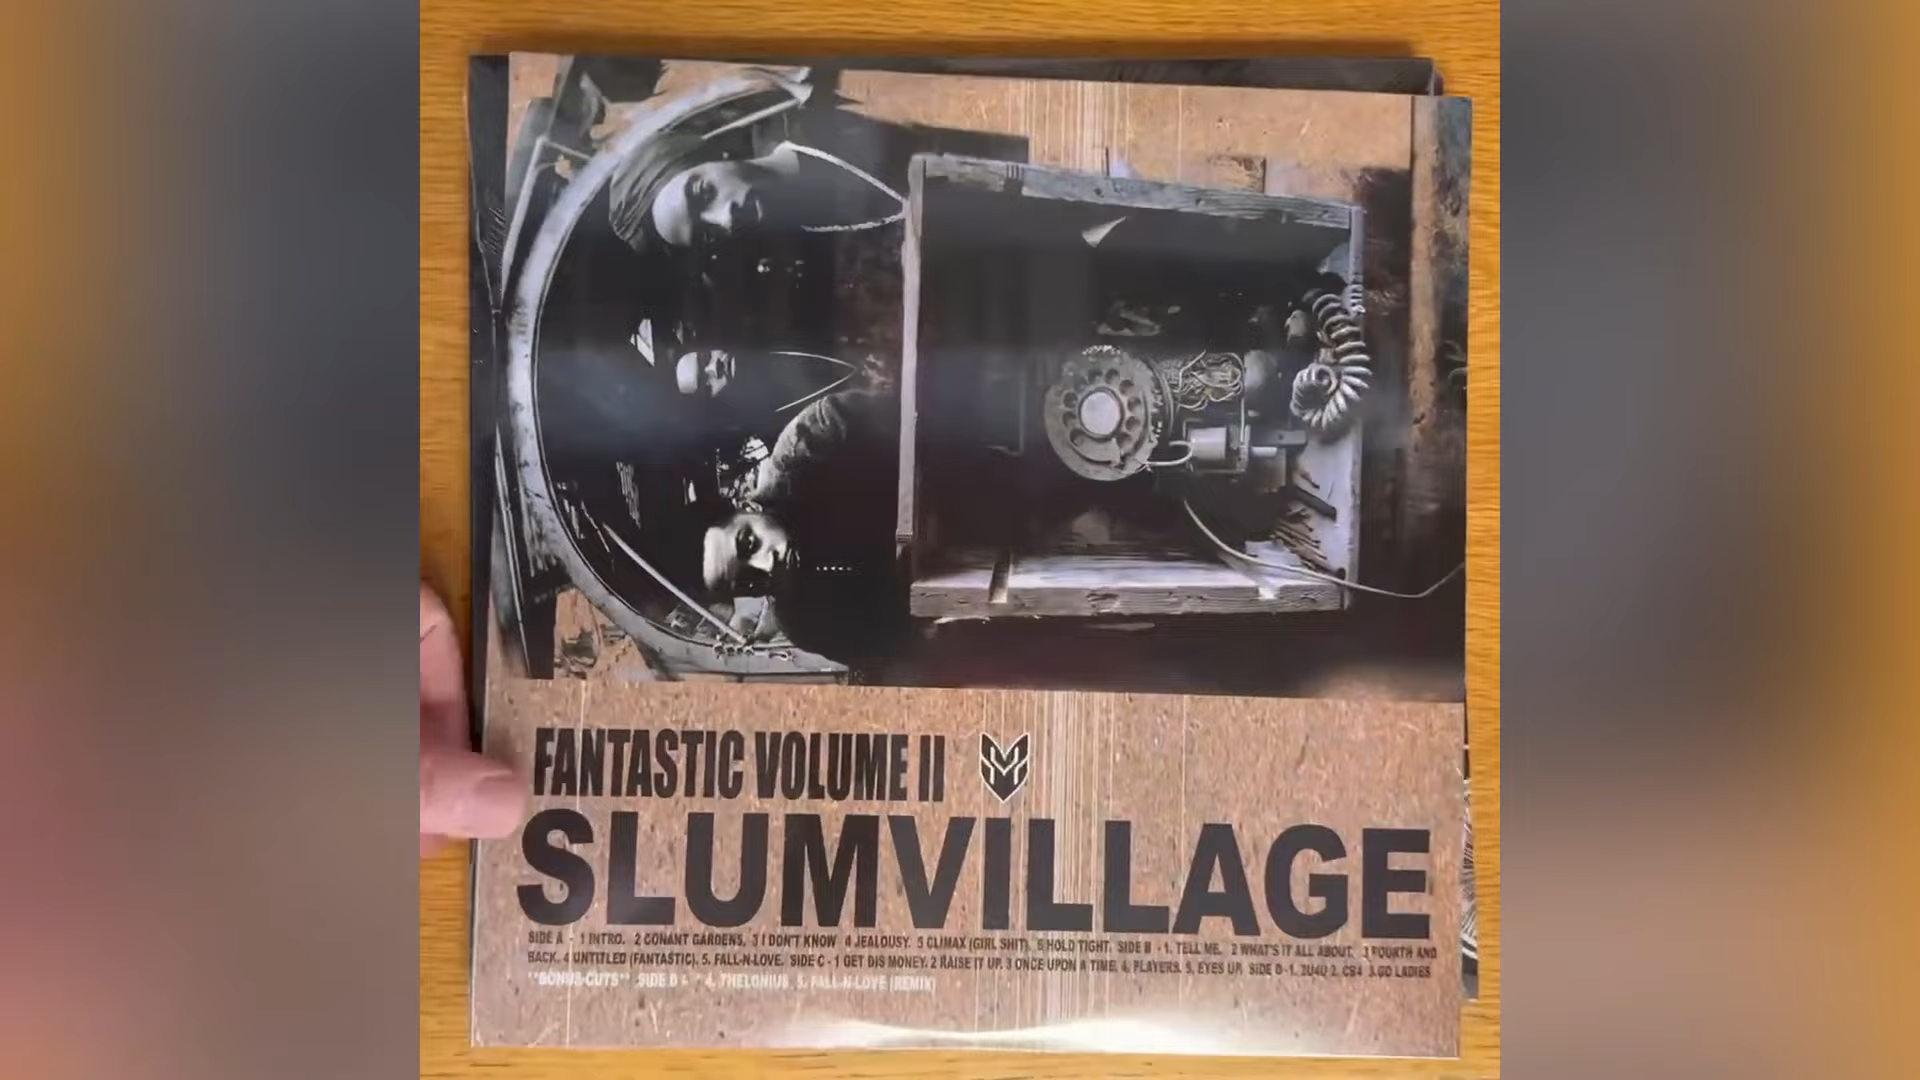 FANTASTIC VOLUME II
SLUMVILLAGE
SIDE A - 1 INTRO. 2 CONANT GARDENS. 3 I DON'T KNOW 4 JEALOUSY. 5 CLIMAX (GIRL SHIT). 6 HOLD TIGHT. SIDE B - 1. TELL ME. 2 WHAT'S IT ALL ABOUT. 3 FOURTH AND
BACK. 4 UNTITLED (FANTASTIC). 5. FALL-N-LOVE. SIDE C - 1 GET DIS MONEY. 2 RAISE IT UP. 3 ONCE UPON A TIME. 4. PLAYERS. 5. EYES UP. SIDE D - 1. 2U4U 2. CB4 3.GO LADIES
**BONUS-CUTS** SIDE D - * 4. THELONIUS. 5. FALL-N-LOVE (REMIX)